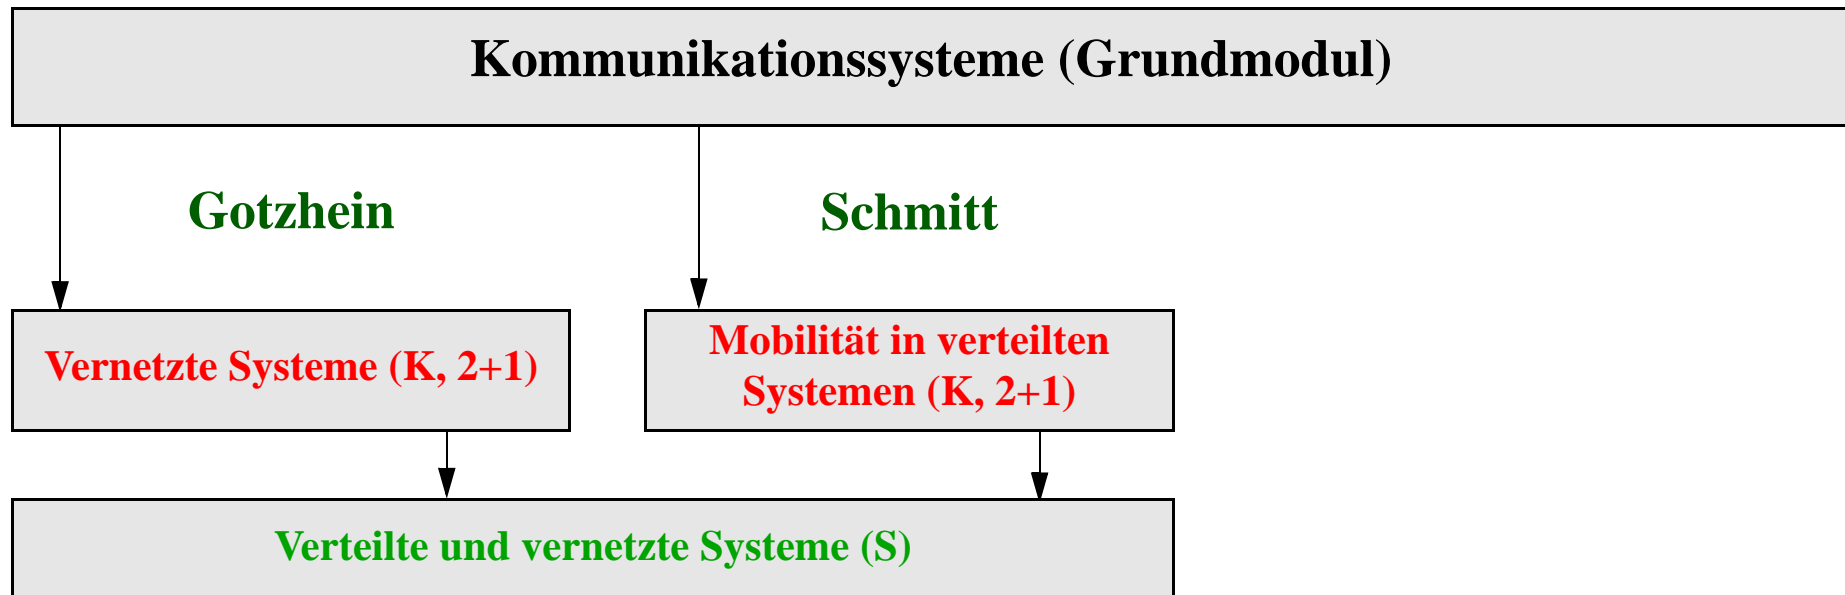 Kommunikationssysteme (Grundmodul)
Gotzhein
Schmitt
Vernetzte Systeme (K, 2+1)
Mobilität in verteilten
Systemen (K, 2+1)
Verteilte und vernetzte Systeme (S)